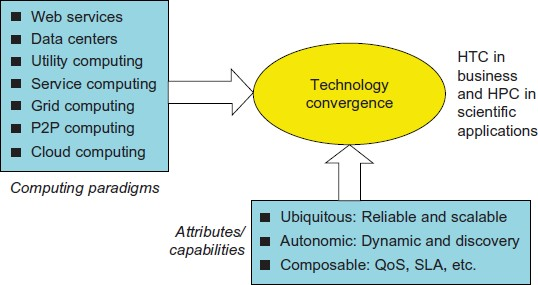 Web services
Data centers
Utility computing
Service computing
Grid computing
P2P computing
Cloud computing
Computing paradigms
Technology
convergence
HTC in
business
and HPC in
scientific
applications
Attributes/
capabilities
Ubiquitous: Reliable and scalable
Autonomic: Dynamic and discovery
Composable: QoS, SLA, etc.